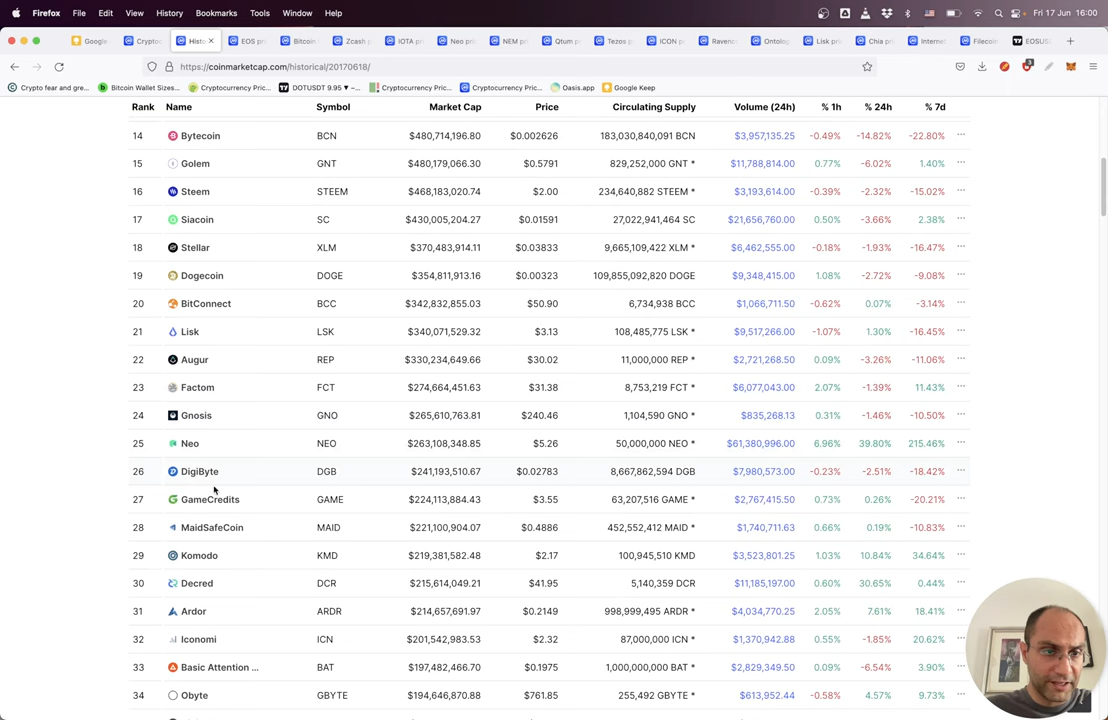 Firefox File Edit View History Bookmarks Tools Window Help Fri 17 Jun 16:00
Google Cryptoc Histo EOS pr Bitcoin Zcash p IOTA pr Neo pric NEM pr Qtum p Tezos p ICON p Raven Ontolo Lisk pri Chia pri Internet Filecoin EOSUS
https://coinmarketcap.com/historical/20170618/
Crypto fear and gre... Bitcoin Wallet Sizes... Cryptocurrency Pric... DOTUSDT 9.95 ▼ −... Cryptocurrency Pric... Cryptocurrency Pric... Oasis.app Google Keep
Rank Name Symbol Market Cap Price Circulating Supply Volume (24h) % 1h % 24h % 7d
14 Bytecoin BCN $480,714,196.80 $0.002626 183,030,840,091 BCN $3,957,135.25 -0.49% -14.82% -22.80% ...
15 Golem GNT $480,179,066.30 $0.5791 829,252,000 GNT * $11,788,814.00 0.77% -6.02% 1.40% ...
16 Steem STEEM $468,183,020.74 $2.00 234,640,882 STEEM * $3,193,614.00 -0.39% -2.32% -15.02% ...
17 Siacoin SC $430,005,204.27 $0.01591 27,022,941,464 SC $21,656,760.00 0.50% -3.66% 2.38% ...
18 Stellar XLM $370,483,914.11 $0.03833 9,665,109,422 XLM * $6,462,555.00 -0.18% -1.93% -16.47% ...
19 Dogecoin DOGE $354,811,913.16 $0.00323 109,855,092,820 DOGE $9,348,415.00 1.08% -2.72% -9.08% ...
20 BitConnect BCC $342,832,855.03 $50.90 6,734,938 BCC $1,066,711.50 -0.62% 0.07% -3.14% ...
21 Lisk LSK $340,071,529.32 $3.13 108,485,775 LSK * $9,517,266.00 -1.07% 1.30% -16.45% ...
22 Augur REP $330,234,649.66 $30.02 11,000,000 REP * $2,721,268.50 0.09% -3.26% -11.06% ...
23 Factom FCT $274,664,451.63 $31.38 8,753,219 FCT * $6,077,043.00 2.07% -1.39% 11.43% ...
24 Gnosis GNO $265,610,763.81 $240.46 1,104,590 GNO * $835,268.13 0.31% -1.46% -10.50% ...
25 Neo NEO $263,108,348.85 $5.26 50,000,000 NEO * $61,380,996.00 6.96% 39.80% 215.46% ...
26 DigiByte DGB $241,193,510.67 $0.02783 8,667,862,594 DGB $7,980,573.00 -0.23% -2.51% -18.42% ...
27 GameCredits GAME $224,113,884.43 $3.55 63,207,516 GAME * $2,767,415.50 0.73% 0.26% -20.21% ...
28 MaidSafeCoin MAID $221,100,904.07 $0.4886 452,552,412 MAID * $1,740,711.63 0.66% 0.19% -10.83% ...
29 Komodo KMD $219,381,582.48 $2.17 100,945,510 KMD $3,523,801.25 1.03% 10.84% 34.64% ...
30 Decred DCR $215,614,049.21 $41.95 5,140,359 DCR $11,185,197.00 0.60% 30.65% 0.44% ...
31 Ardor ARDR $214,657,691.97 $0.2149 998,999,495 ARDR * $4,034,770.25 2.05% 7.61% 18.41% ...
32 Iconomi ICN $201,542,983.53 $2.32 87,000,000 ICN * $1,370,942.88 0.55% -1.85% 20.62% ...
33 Basic Attention ... BAT $197,482,466.70 $0.1975 1,000,000,000 BAT * $2,829,349.50 0.09% -6.54% 3.90%
34 Obyte GBYTE $194,646,870.88 $761.85 255,492 GBYTE * $613,952.44 -0.58% 4.57% 9.73%